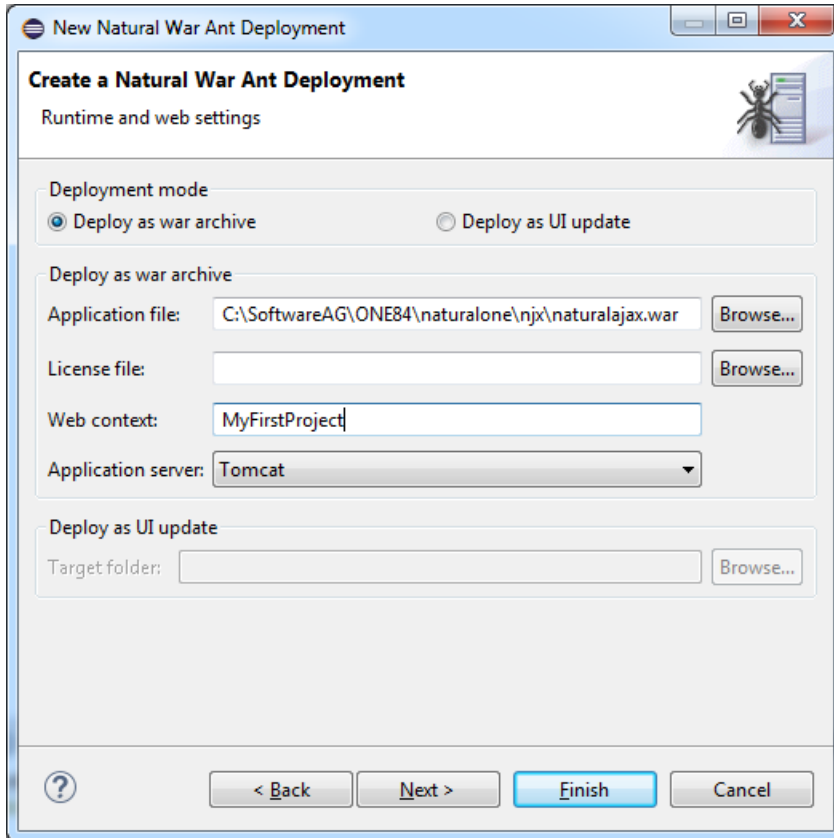 New Natural War Ant Deployment
Create a Natural War Ant Deployment
Runtime and web settings
Deployment mode
Deploy as war archive Deploy as UI update
Deploy as war archive
Application file: C:\SoftwareAG\ONE84\naturalone\njx\naturalajax.war Browse...
License file: Browse...
Web context: MyFirstProject
Application server: Tomcat
Deploy as UI update
Target folder: Browse...
? < Back Next > Finish Cancel